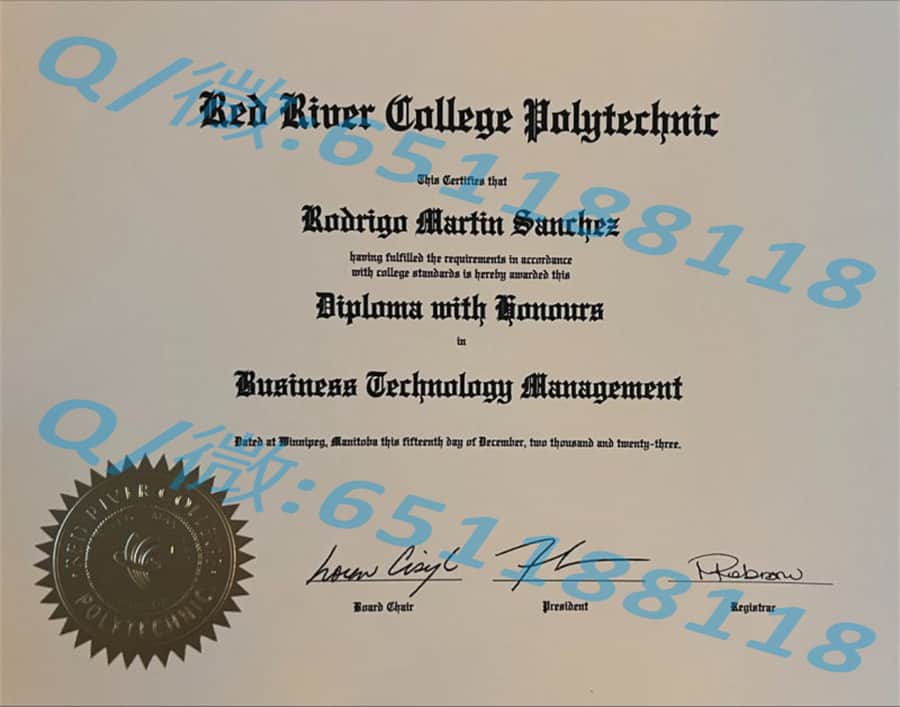 Q/微:65118118
Red River College Polytechnic
This Certifies that
Rodrigo Martin Sanchez
having fulfilled the requirements in accordance
with college standards is hereby awarded this
Diploma with Honours
in
Business Technology Management
Dated at Winnipeg, Manitoba this fifteenth day of December, two thousand and twenty-three.
Q/微:65118118
RED RIVER COLLEGE
POLYTECHNIC
Board Chair
President
Registrar